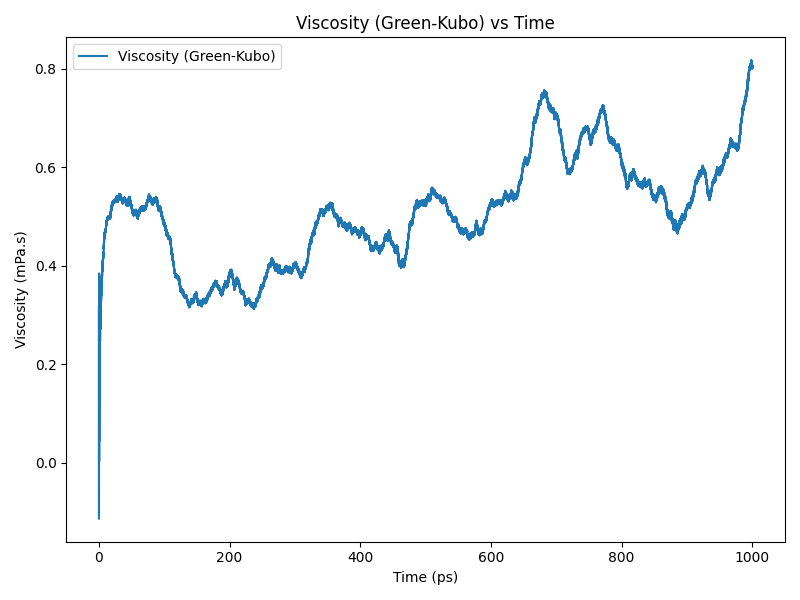 Viscosity (Green-Kubo) vs Time
Viscosity (Green-Kubo)
0.8
0.6
0.4
0.2
0.0
Viscosity (mPa.s)
0 200 400 600 800 1000
Time (ps)